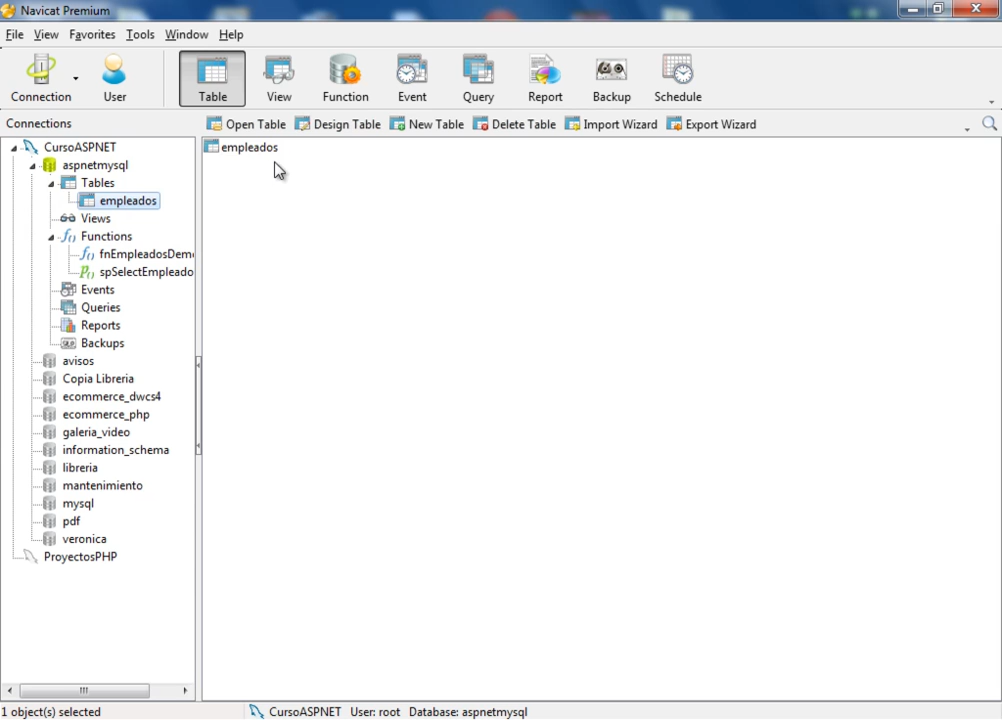 Navicat Premium
File View Favorites Tools Window Help
Connection User Table View Function Event Query Report Backup Schedule
Connections Open Table Design Table New Table Delete Table Import Wizard Export Wizard
CursoASPNET
aspnetmysql
Tables
empleados
Views
Functions
fnEmpleadosDem
spSelectEmpleado
Events
Queries
Reports
Backups
avisos
Copia Libreria
ecommerce_dwcs4
ecommerce_php
galeria_video
information_schema
libreria
mantenimiento
mysql
pdf
veronica
ProyectosPHP
empleados
1 object(s) selected CursoASPNET User: root Database: aspnetmysql